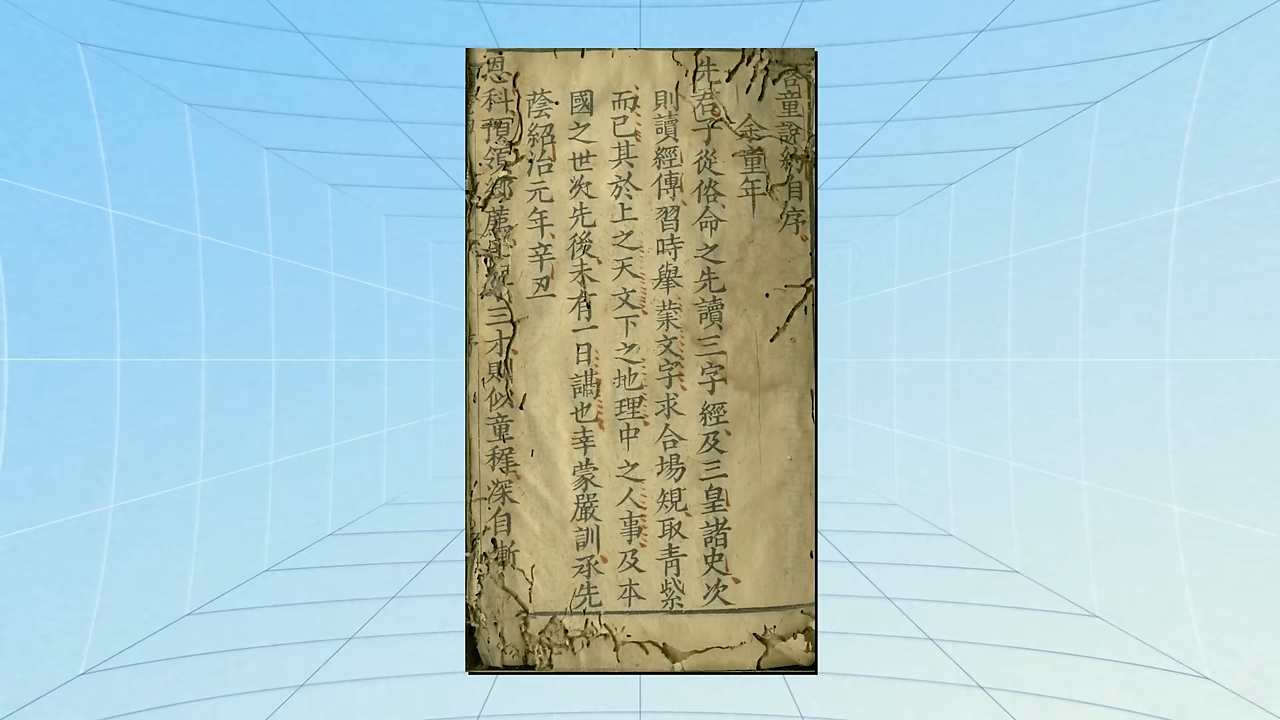 童說約自序
余童年
先君子從俗命之先讀三字經及三皇諸史次
則讀經傳習時舉業文字求合場規取青紫
而已其於上之天文下之地理中之人事及本
國之世次先後未有一日講也幸蒙嚴訓承先
蔭紹治元年辛丑
恩科預領鄉薦三才則似童穉深自慚